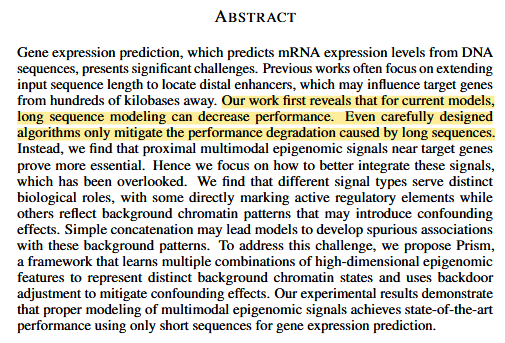 ABSTRACT
Gene expression prediction, which predicts mRNA expression levels from DNA
sequences, presents significant challenges. Previous works often focus on extending
input sequence length to locate distal enhancers, which may influence target genes
from hundreds of kilobases away. Our work first reveals that for current models,
long sequence modeling can decrease performance. Even carefully designed
algorithms only mitigate the performance degradation caused by long sequences.
Instead, we find that proximal multimodal epigenomic signals near target genes
prove more essential. Hence we focus on how to better integrate these signals,
which has been overlooked. We find that different signal types serve distinct
biological roles, with some directly marking active regulatory elements while
others reflect background chromatin patterns that may introduce confounding
effects. Simple concatenation may lead models to develop spurious associations
with these background patterns. To address this challenge, we propose Prism,
a framework that learns multiple combinations of high-dimensional epigenomic
features to represent distinct background chromatin states and uses backdoor
adjustment to mitigate confounding effects. Our experimental results demonstrate
that proper modeling of multimodal epigenomic signals achieves state-of-the-art
performance using only short sequences for gene expression prediction.